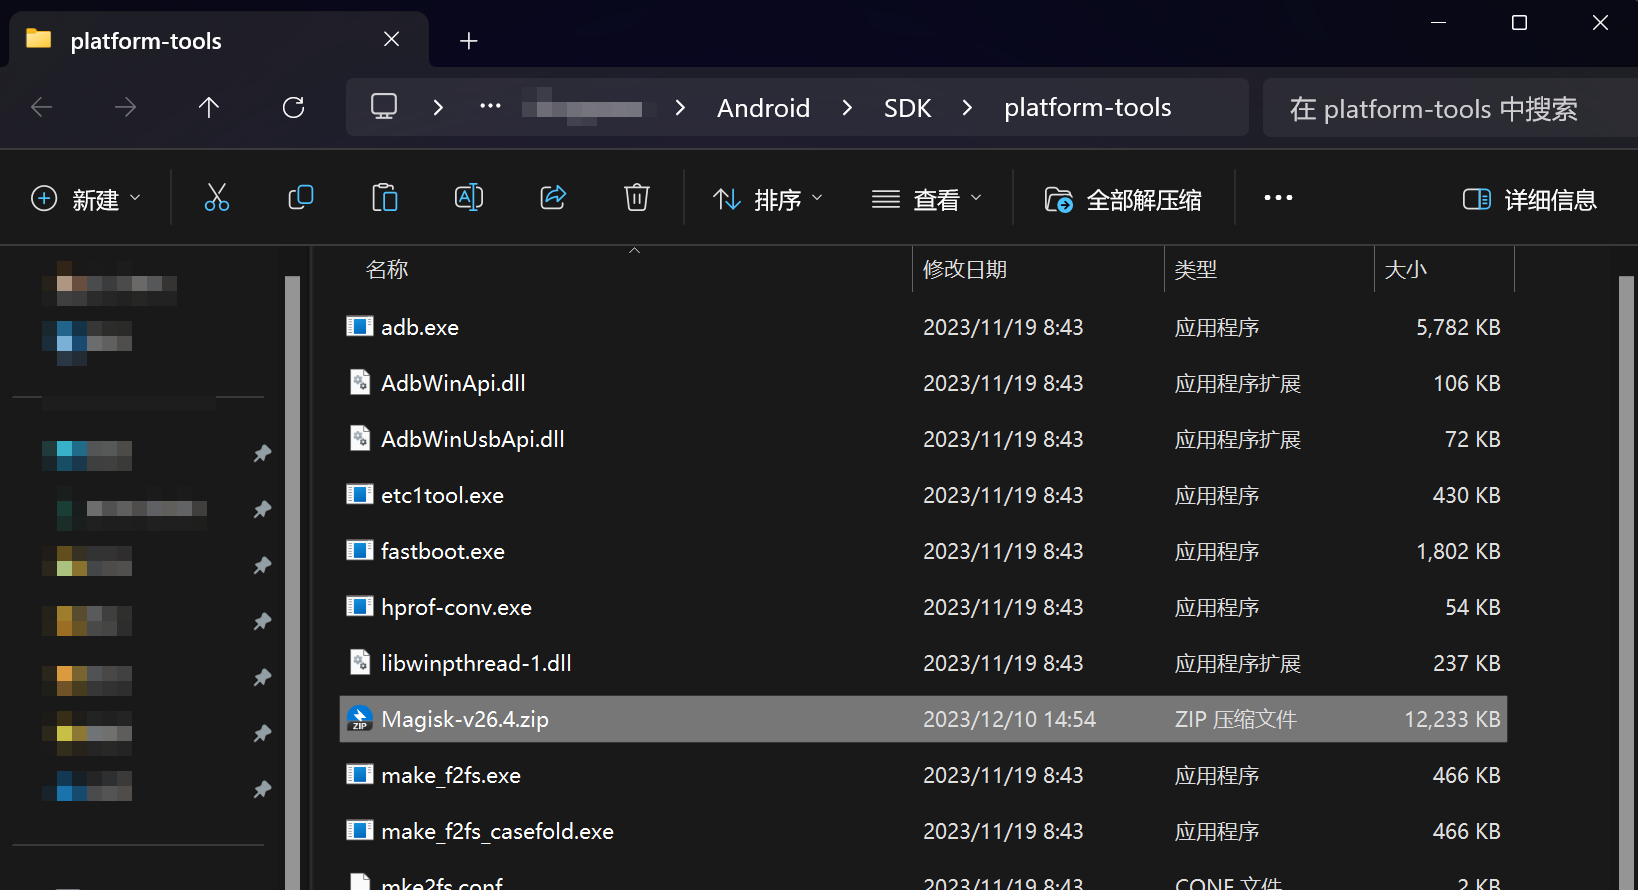 platform-tools
Android SDK platform-tools 在 platform-tools 中搜索
新建 排序 查看 全部解压缩 详细信息
名称 修改日期 类型 大小
adb.exe 2023/11/19 8:43 应用程序 5,782 KB
AdbWinApi.dll 2023/11/19 8:43 应用程序扩展 106 KB
AdbWinUsbApi.dll 2023/11/19 8:43 应用程序扩展 72 KB
etc1tool.exe 2023/11/19 8:43 应用程序 430 KB
fastboot.exe 2023/11/19 8:43 应用程序 1,802 KB
hprof-conv.exe 2023/11/19 8:43 应用程序 54 KB
libwinpthread-1.dll 2023/11/19 8:43 应用程序扩展 237 KB
Magisk-v26.4.zip 2023/12/10 14:54 ZIP 压缩文件 12,233 KB
make_f2fs.exe 2023/11/19 8:43 应用程序 466 KB
make_f2fs_casefold.exe 2023/11/19 8:43 应用程序 466 KB
mke2fs.conf 2023/11/19 8:43 CONF 文件 2 KB